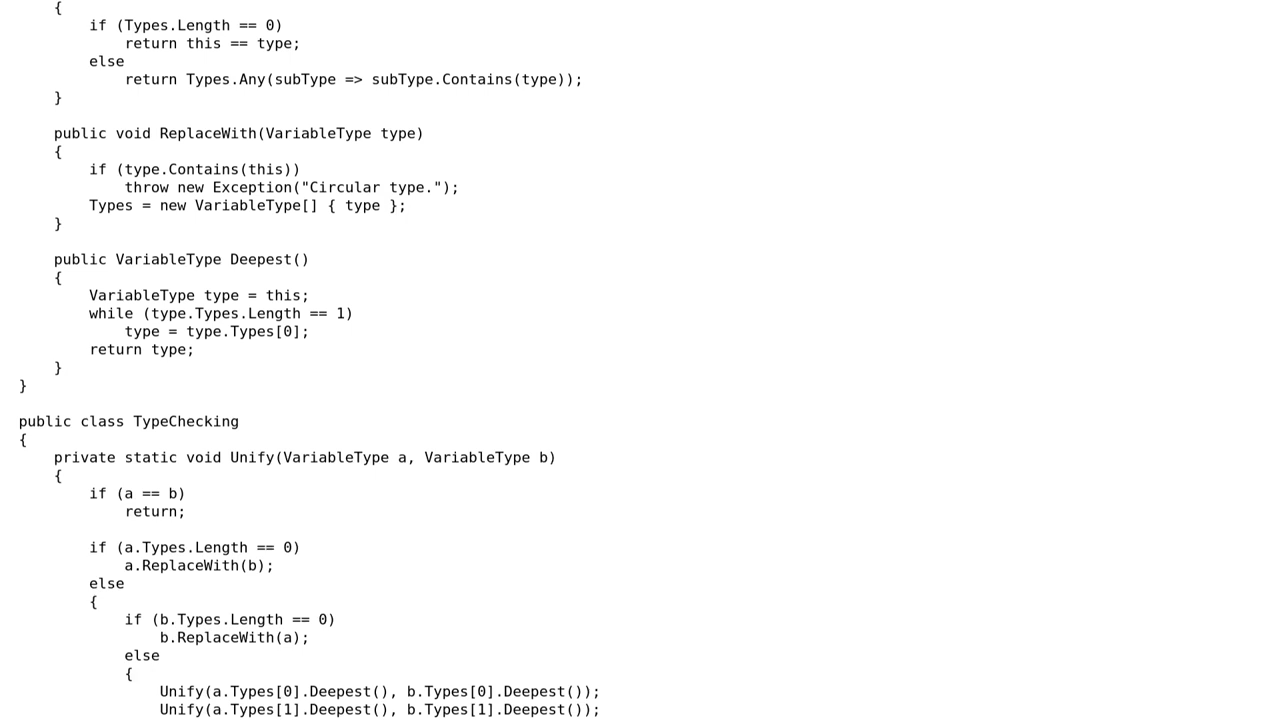 {
if (Types.Length == 0)
return this == type;
else
return Types.Any(subType => subType.Contains(type));
}
public void ReplaceWith(VariableType type)
{
if (type.Contains(this))
throw new Exception("Circular type.");
Types = new VariableType[] { type };
}
public VariableType Deepest()
{
VariableType type = this;
while (type.Types.Length == 1)
type = type.Types[0];
return type;
}
}
public class TypeChecking
{
private static void Unify(VariableType a, VariableType b)
{
if (a == b)
return;
if (a.Types.Length == 0)
a.ReplaceWith(b);
else
{
if (b.Types.Length == 0)
b.ReplaceWith(a);
else
{
Unify(a.Types[0].Deepest(), b.Types[0].Deepest());
Unify(a.Types[1].Deepest(), b.Types[1].Deepest());